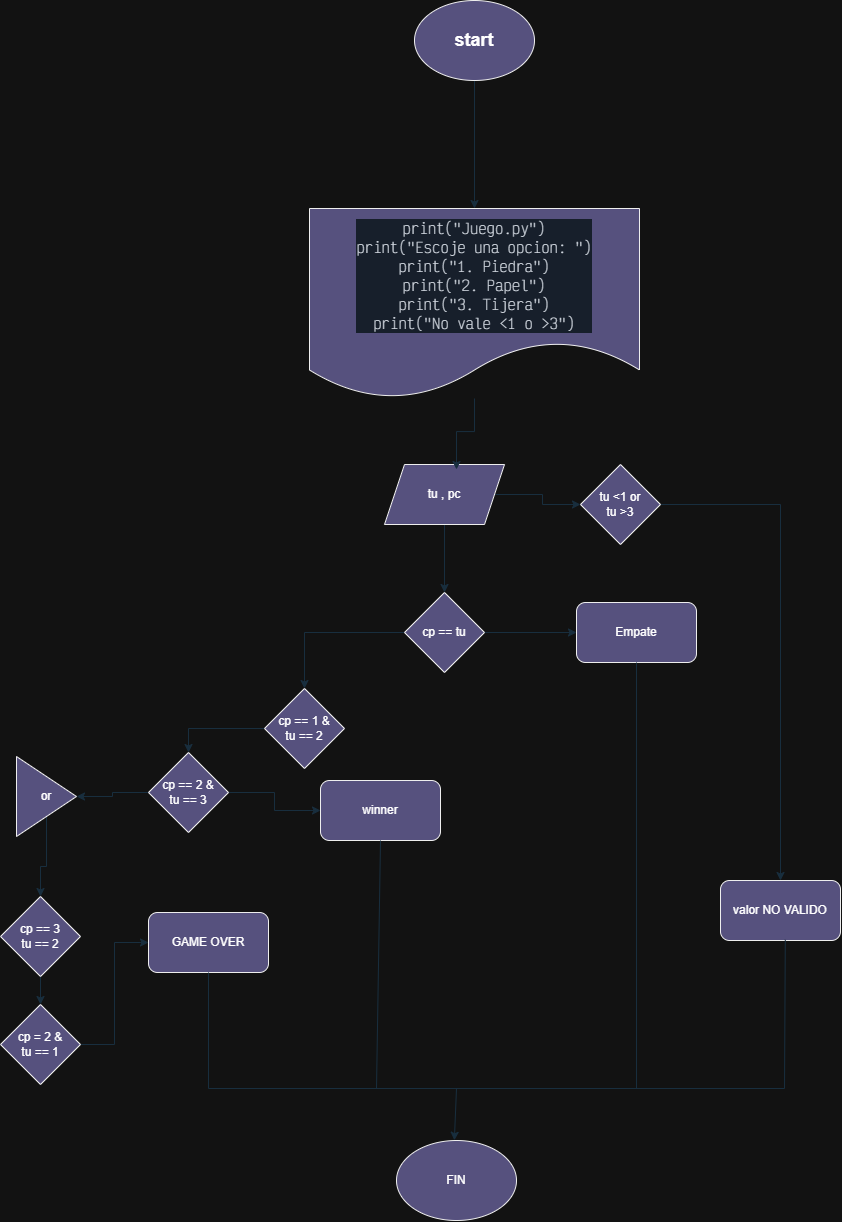 start
print("Juego.py")
print("Escoje una opcion: ")
print("1. Piedra")
print("2. Papel")
print("3. Tijera")
print("No vale <1 o >3")
tu , pc
tu <1 or
tu >3
cp == tu
Empate
cp == 1 &
tu == 2
cp == 2 &
tu == 3
or
winner
cp == 3
tu == 2
GAME OVER
valor NO VALIDO
cp = 2 &
tu == 1
FIN